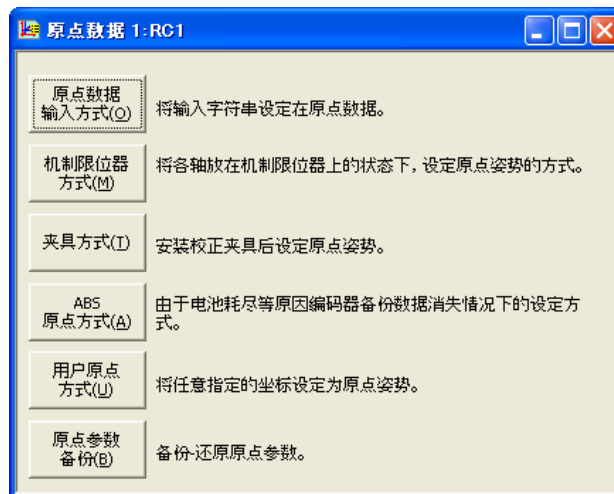 原点数据 1:RC1
原点数据
输入方式(O)
将输入字符串设定在原点数据。
机制限位器
方式(M)
将各轴放在机制限位器上的状态下，设定原点姿势的方式。
夹具方式(T)
安装校正夹具后设定原点姿势。
ABS
原点方式(A)
由于电池耗尽等原因编码器备份数据消失情况下的设定方
式。
用户原点
方式(U)
将任意指定的坐标设定为原点姿势。
原点参数
备份(B)
备份·还原原点参数。